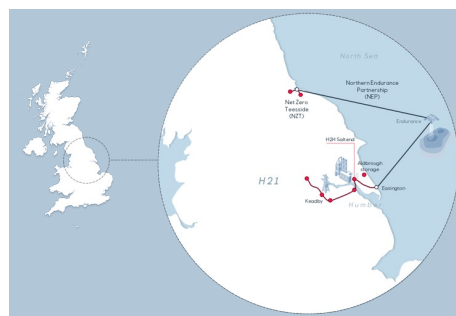 North Sea
Northern Endurance
Partnership
(NEP)
Net Zero
Teesside
(NZT)
Endurance
H2H Saltend
Aldbrough
storage
H21
Easington
Keadby
Humber